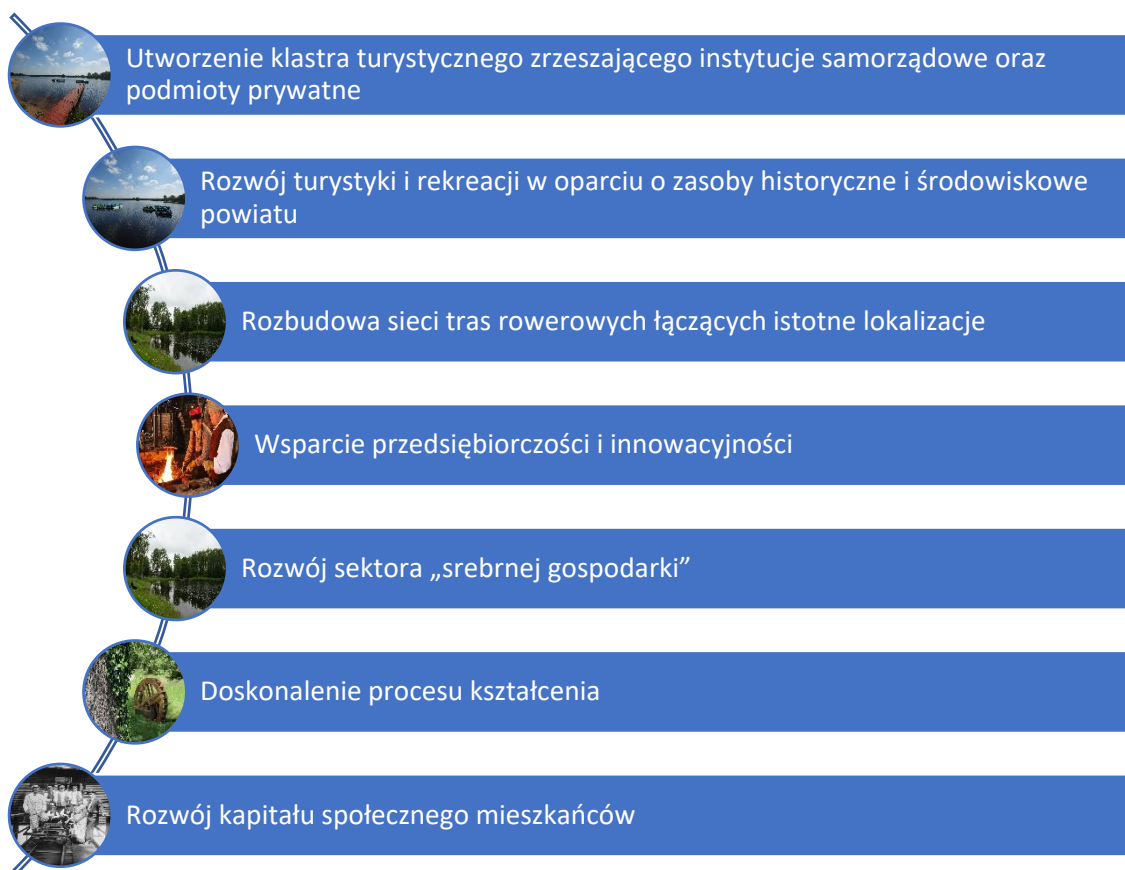 Utworzenie klastra turystycznego zrzeszającego instytucje samorządowe oraz
podmioty prywatne
Rozwój turystyki i rekreacji w oparciu o zasoby historyczne i środowiskowe
powiatu
Rozbudowa sieci tras rowerowych łączących istotne lokalizacje
Wsparcie przedsiębiorczości i innowacyjności
Rozwój sektora „srebrnej gospodarki”
Doskonalenie procesu kształcenia
Rozwój kapitału społecznego mieszkańców